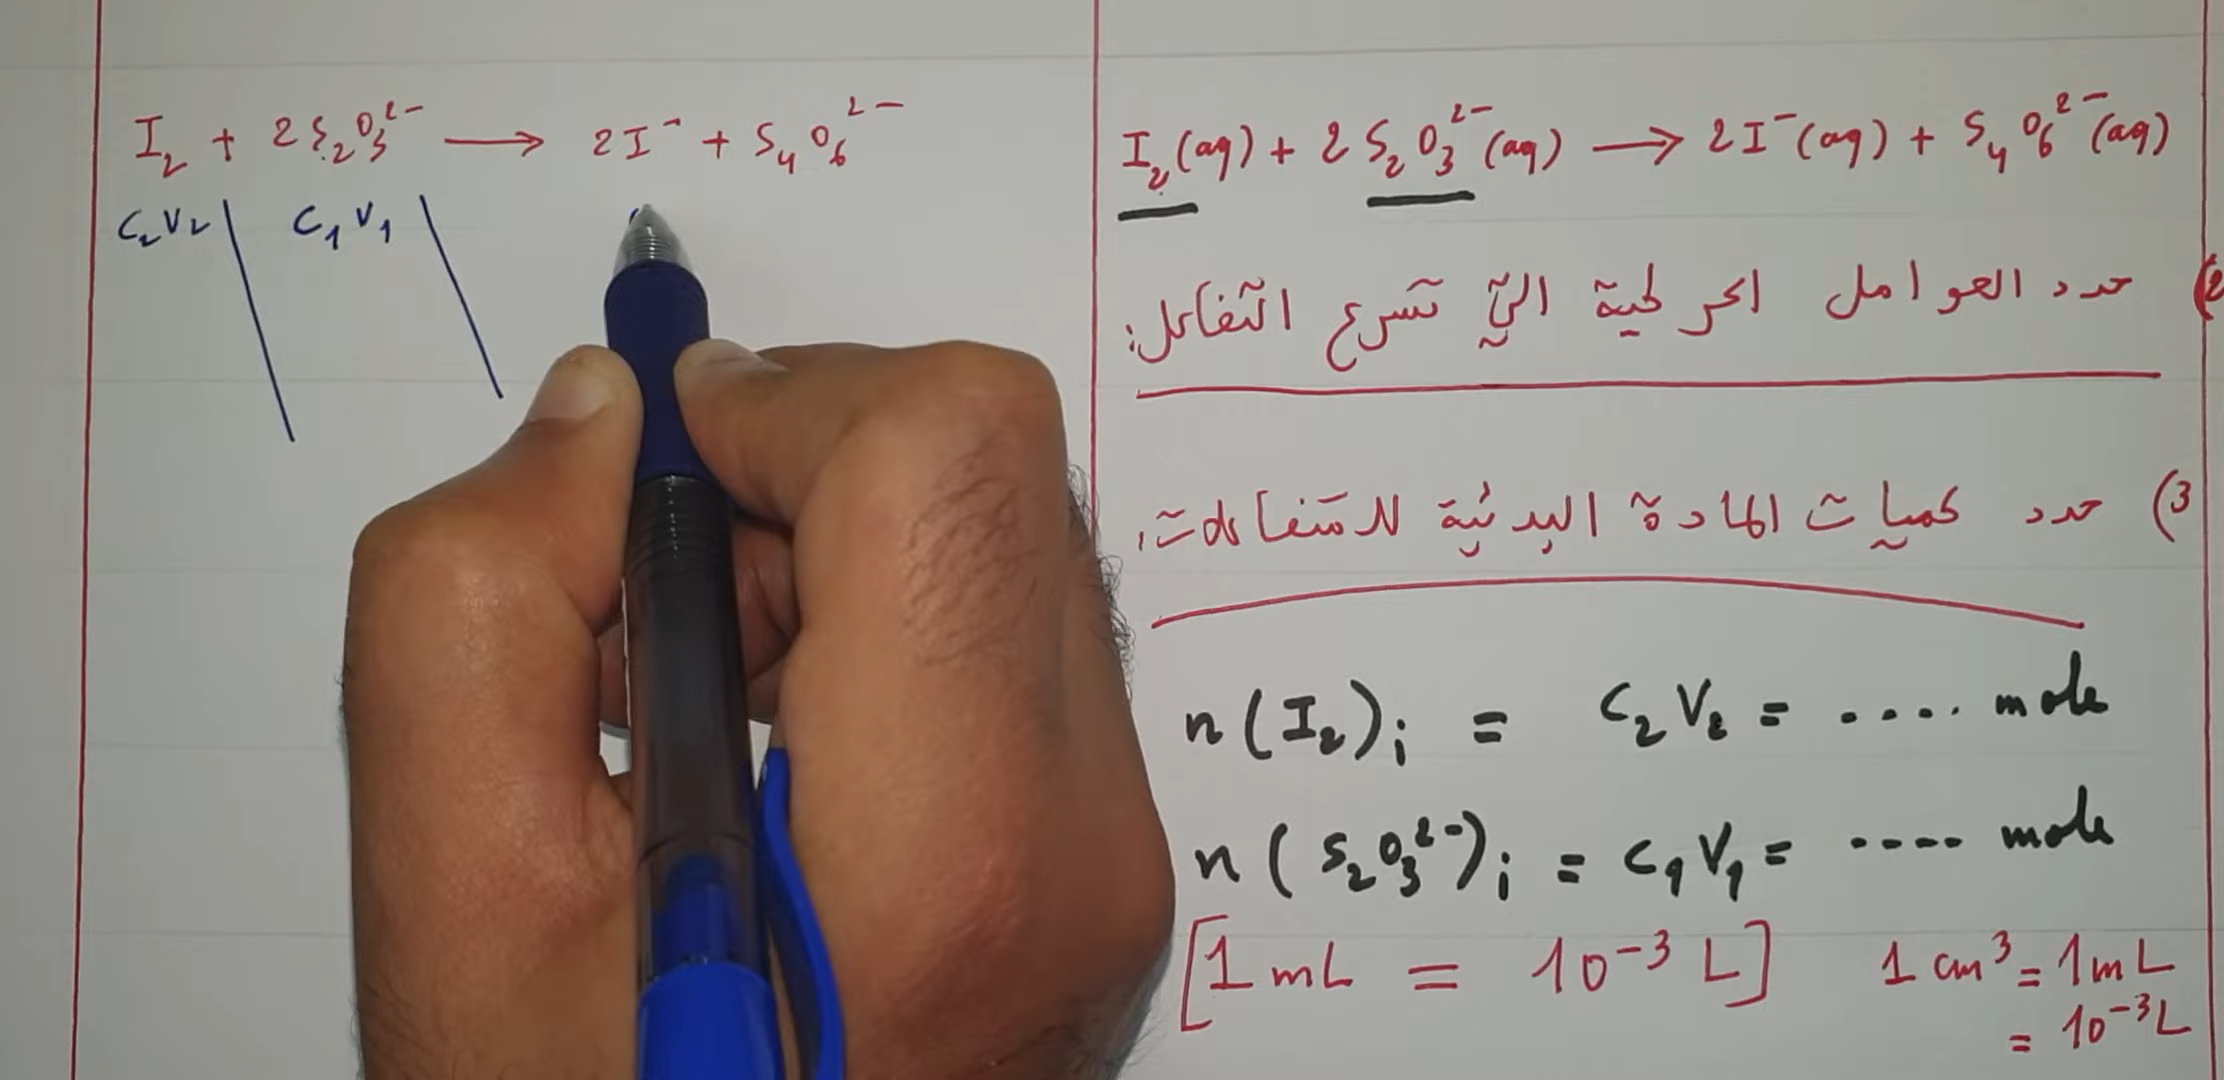 I₂ + 2S₂O₃²⁻ ⟶ 2I⁻ + S₄O₆²⁻
C₂V₂ | C₁V₁ |
I₂(aq) + 2S₂O₃²⁻(aq) ⟶ 2I⁻(aq) + S₄O₆²⁻(aq)
2) حدد العوامل الحركية التي تسرع التفاعل:
3) حدد كميات المادة البدئية للمتفاعلات.
n(I₂)ᵢ = C₂V₂ = .... mole
n(S₂O₃²⁻)ᵢ = C₁V₁ = .... mole
[1 mL = 10⁻³ L] 1 cm³ = 1 mL
= 10⁻³ L